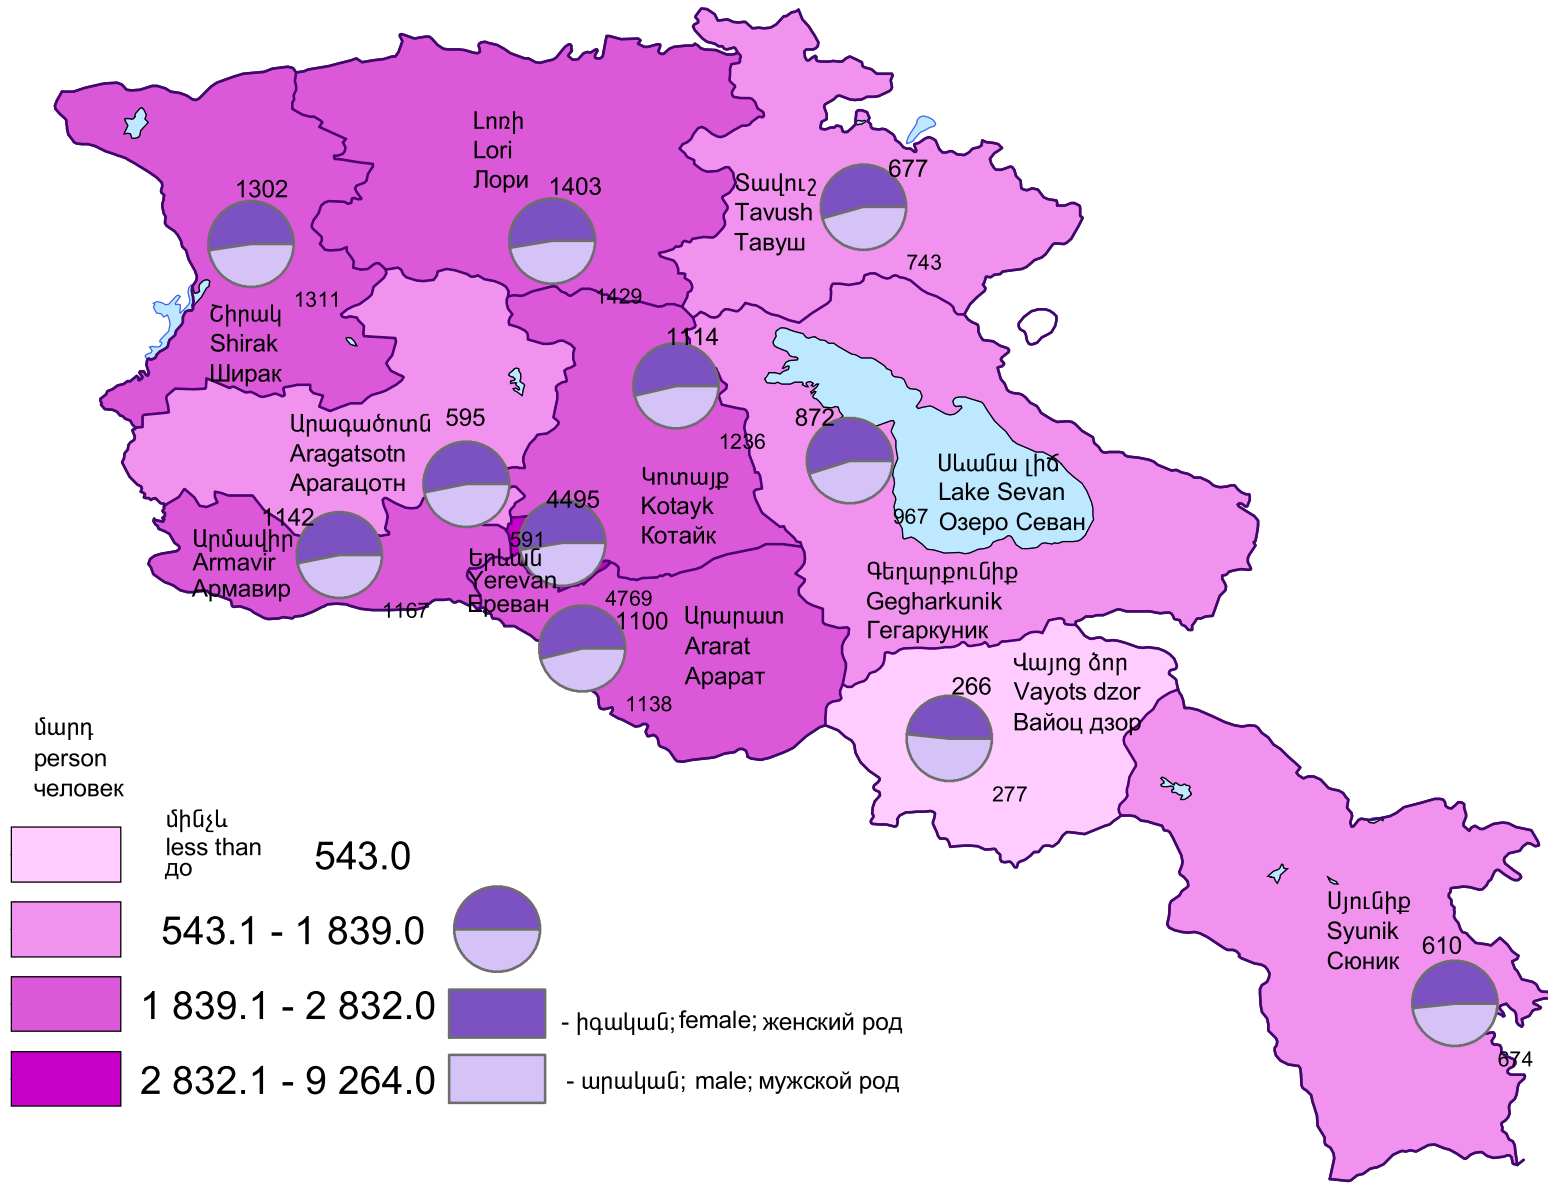 Լոռի
Lori
Лори
1403
1429
1302
1311
Շիրակ
Shirak
Ширак
677
Տավուշ
Tavush
Тавуш
743
1114
1236
Կոտայք
Kotayk
Котайк
595
Արագածոտն
Aragatsotn
Арагацотн
591
872
967
Սևանա լիճ
Lake Sevan
Озеро Севан
Գեղարքունիք
Gegharkunik
Гегаркуник
1142
Արմավիր
Armavir
Армавир
1167
4495
Երևան
Yerevan
Ереван
4769
1100
Արարատ
Ararat
Арарат
1138
266
Վայոց ձոր
Vayots dzor
Вайоц дзор
277
Սյունիք
Syunik
Сюник
610
674
մարդ
person
человек
մինչև
less than
до
543.0
543.1 - 1 839.0
1 839.1 - 2 832.0
2 832.1 - 9 264.0
- իգական; female; женский род
- արական; male; мужской род